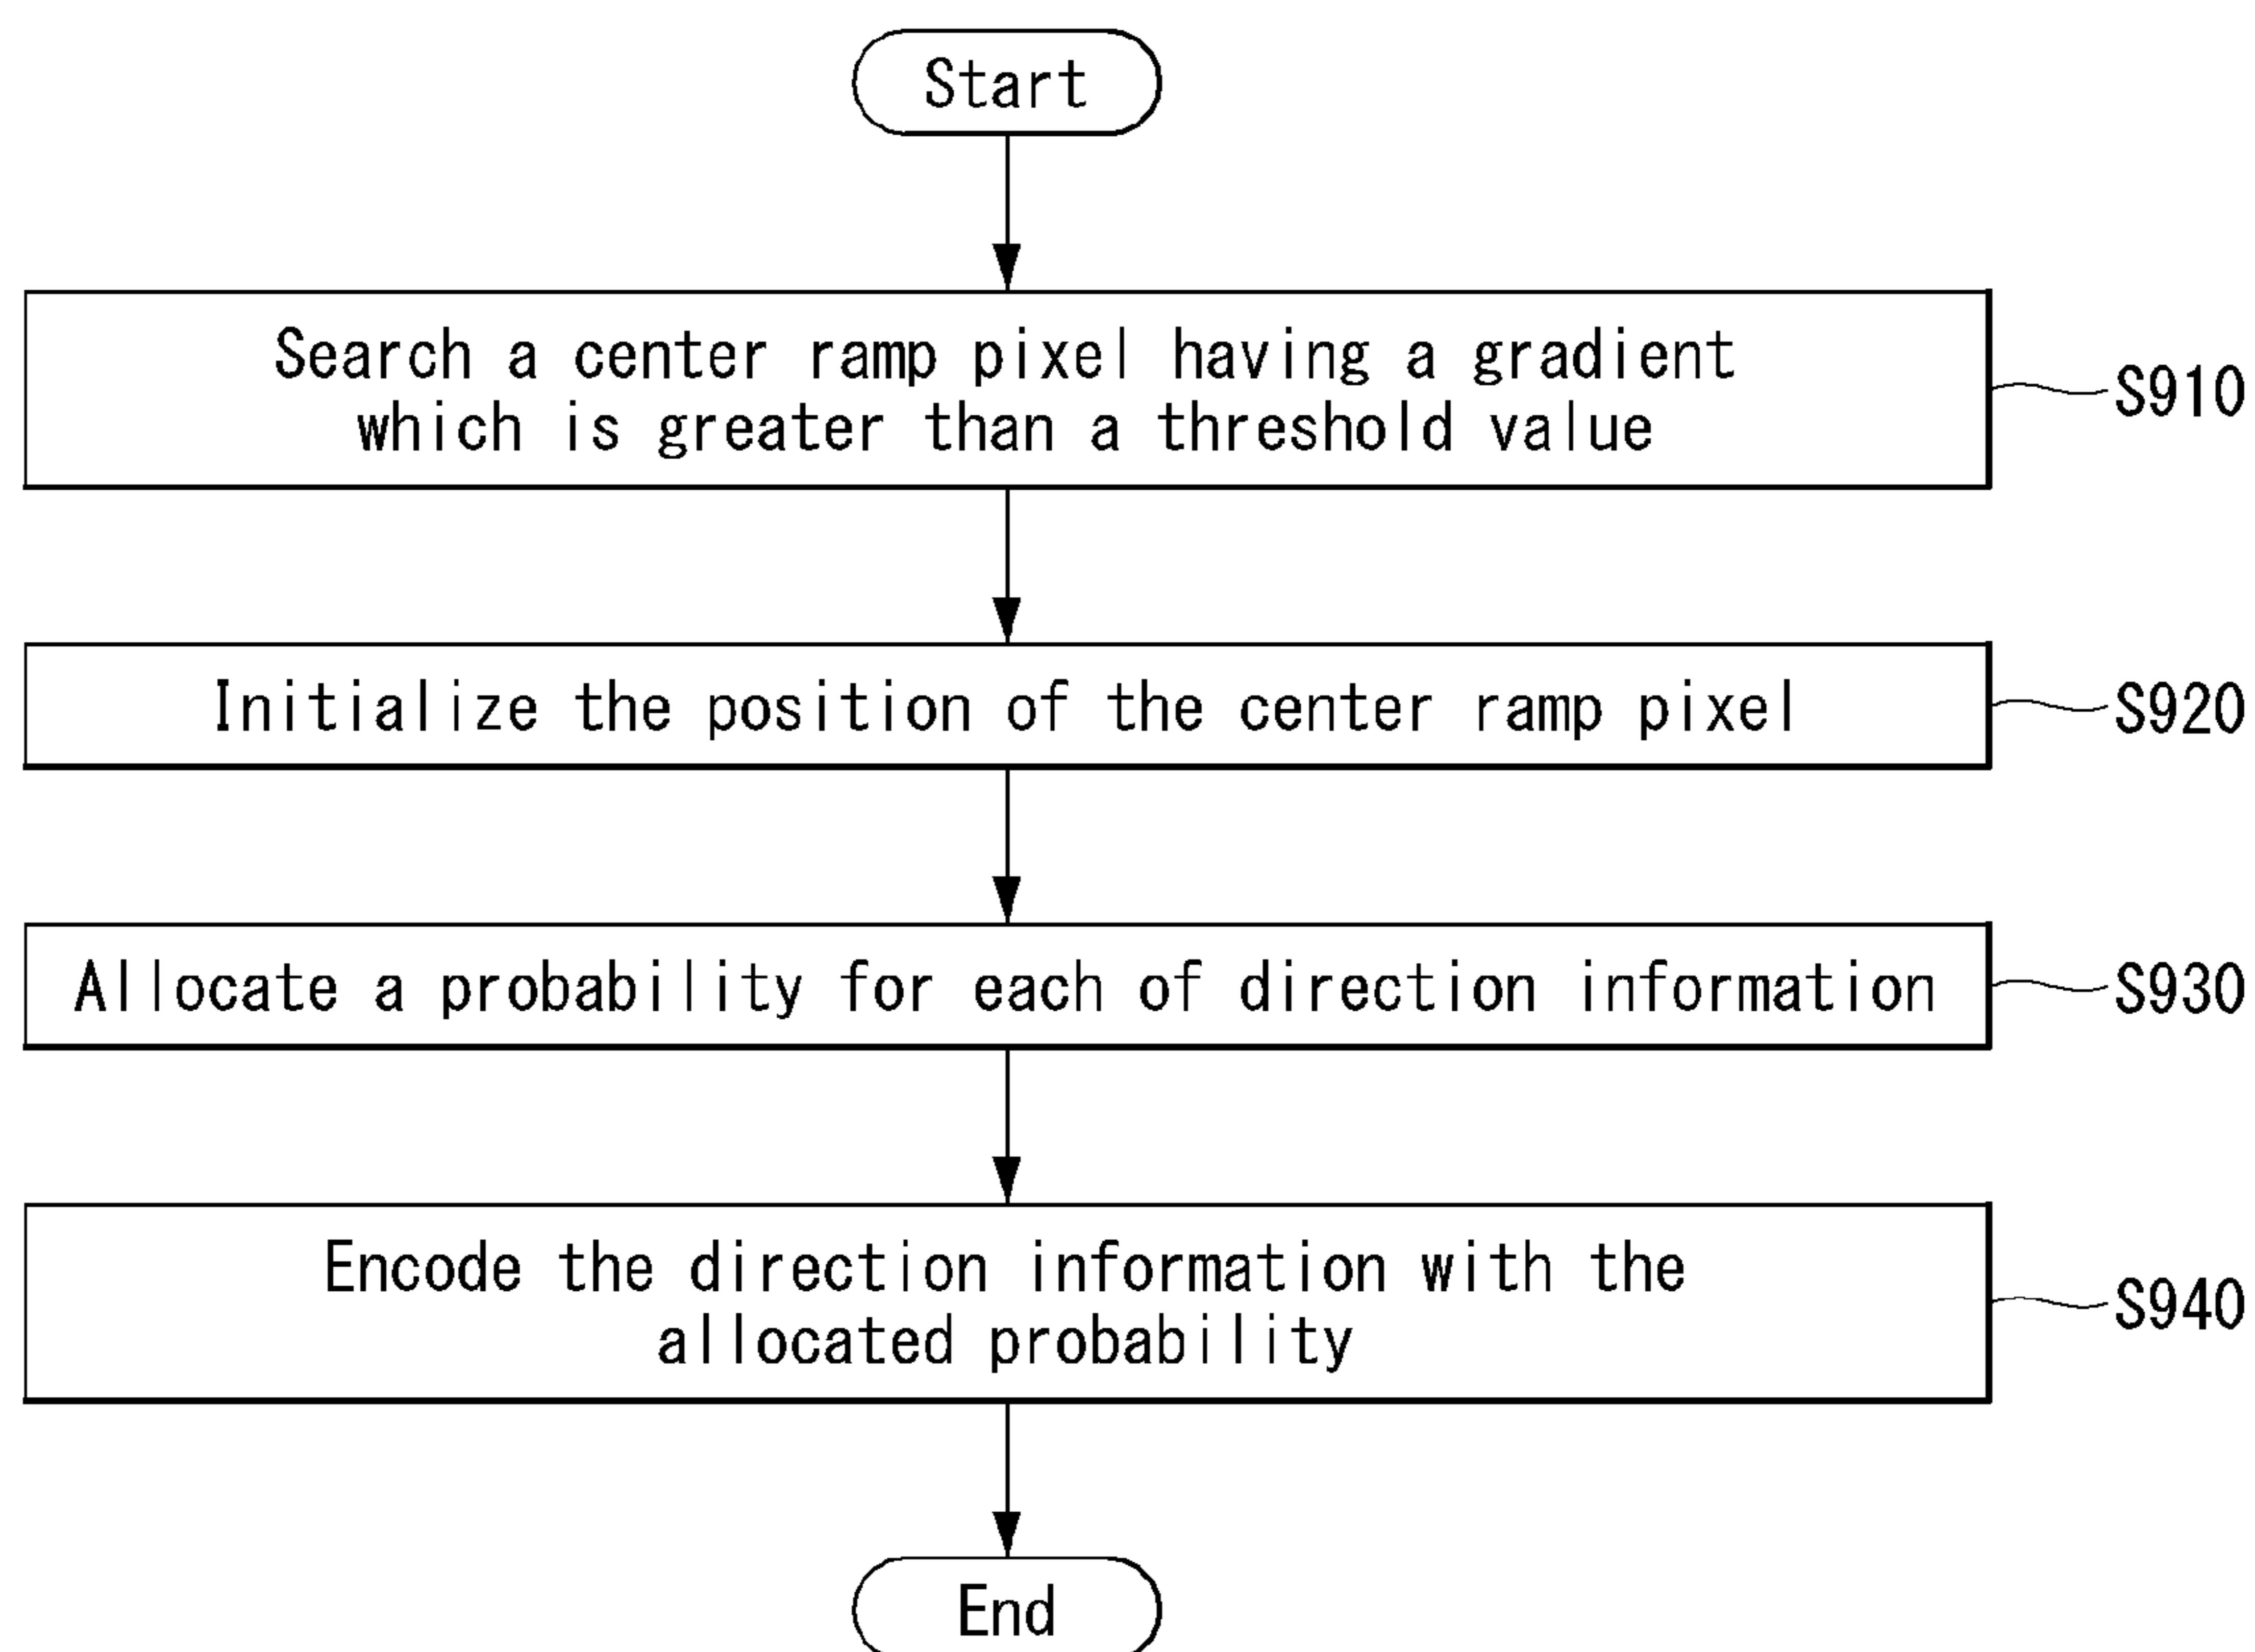 Start
Search a center ramp pixel having a gradient
which is greater than a threshold value
S910
Initialize the position of the center ramp pixel
S920
Allocate a probability for each of direction information
S930
Encode the direction information with the
allocated probability
S940
End